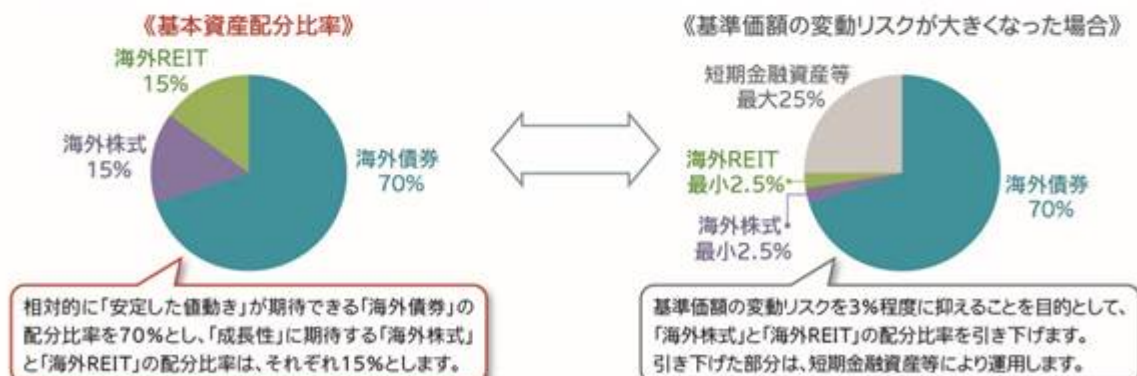 《基本資産配分比率》
海外REIT
15%
海外株式
15%
海外債券
70%
相対的に「安定した値動き」が期待できる「海外債券」の
配分比率を70%とし、「成長性」に期待する「海外株式」
と「海外REIT」の配分比率は、それぞれ15%とします。
《基準価額の変動リスクが大きくなった場合》
短期金融資産等
最大25%
海外REIT
最小2.5%
海外株式
最小2.5%
海外債券
70%
基準価額の変動リスクを3%程度に抑えることを目的として、
「海外株式」と「海外REIT」の配分比率を引き下げます。
引き下げた部分は、短期金融資産等により運用します。